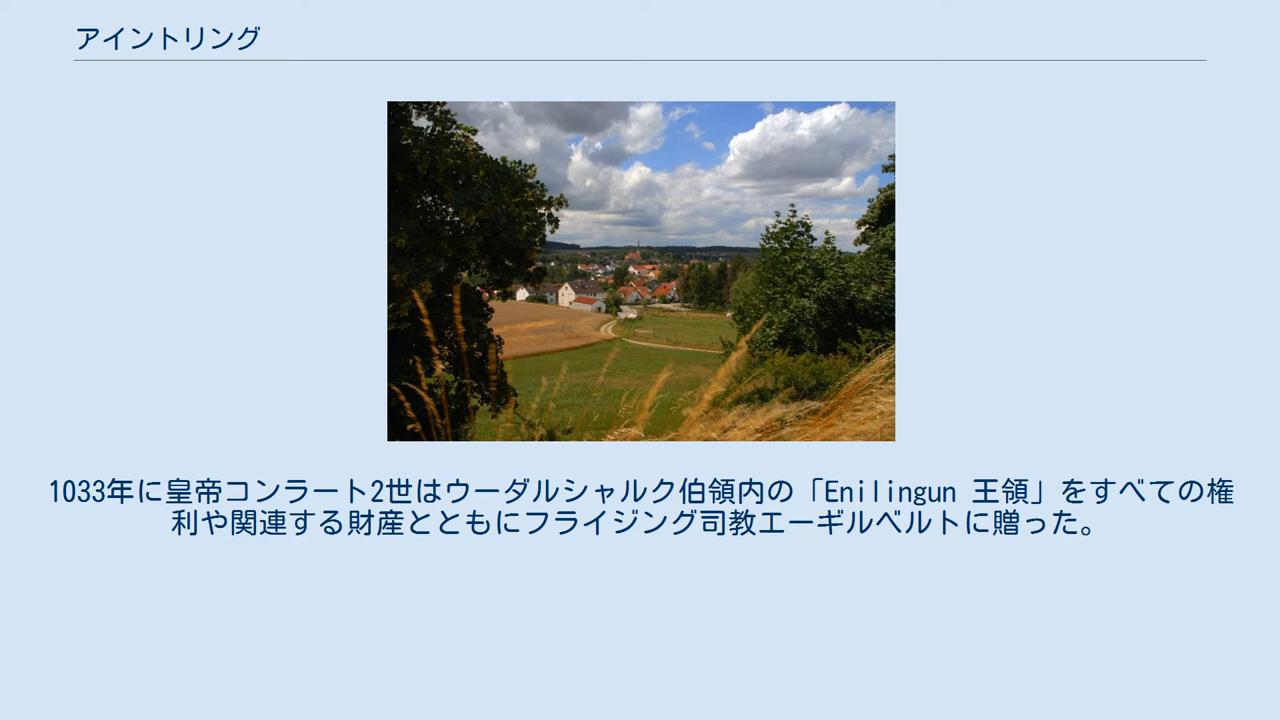 アイントリング
1033年に皇帝コンラート2世はウーダルシャルク伯領内の「Enilingun 王領」をすべての権
利や関連する財産とともにフライジング司教エーギルベルトに贈った。